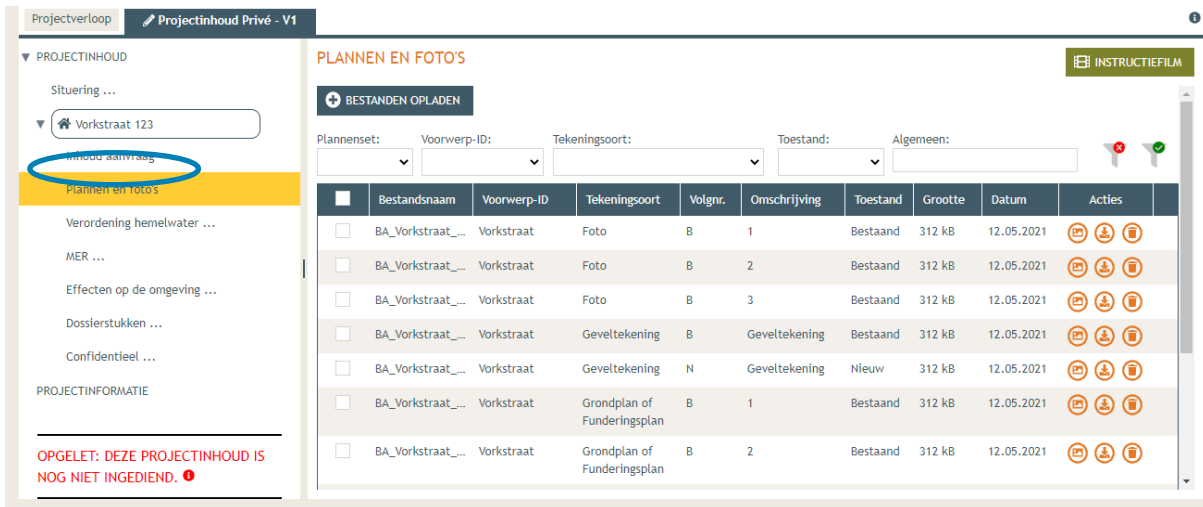 Projectverloop
Projectinhoud Privé - V1
PROJECTINHOUD
Situering ...
Vorkstraat 123
Inhoud aanvraag
Plannen en foto's
Verordening hemelwater ...
MER ...
Effecten op de omgeving ...
Dossierstukken ...
Confidentieel ...
PROJECTINFORMATIE
OPGELET: DEZE PROJECTINHOUD IS
NOG NIET INGEDIEND.
PLANNEN EN FOTO'S
INSTRUCTIEFILM
BESTANDEN OPLADEN
Plannenset: Voorwerp-ID: Tekeningsoort: Toestand: Algemeen:
Bestandsnaam Voorwerp-ID Tekeningsoort Volgnr. Omschrijving Toestand Grootte Datum Acties
BA_Vorkstraat_... Vorkstraat Foto B 1 Bestaand 312 kB 12.05.2021
BA_Vorkstraat_... Vorkstraat Foto B 2 Bestaand 312 kB 12.05.2021
BA_Vorkstraat_... Vorkstraat Foto B 3 Bestaand 312 kB 12.05.2021
BA_Vorkstraat_... Vorkstraat Geveltekening B Geveltekening Bestaand 312 kB 12.05.2021
BA_Vorkstraat_... Vorkstraat Geveltekening N Geveltekening Nieuw 312 kB 12.05.2021
BA_Vorkstraat_... Vorkstraat Grondplan of B 1 Bestaand 312 kB 12.05.2021
Funderingsplan
BA_Vorkstraat_... Vorkstraat Grondplan of B 2 Bestaand 312 kB 12.05.2021
Funderingsplan